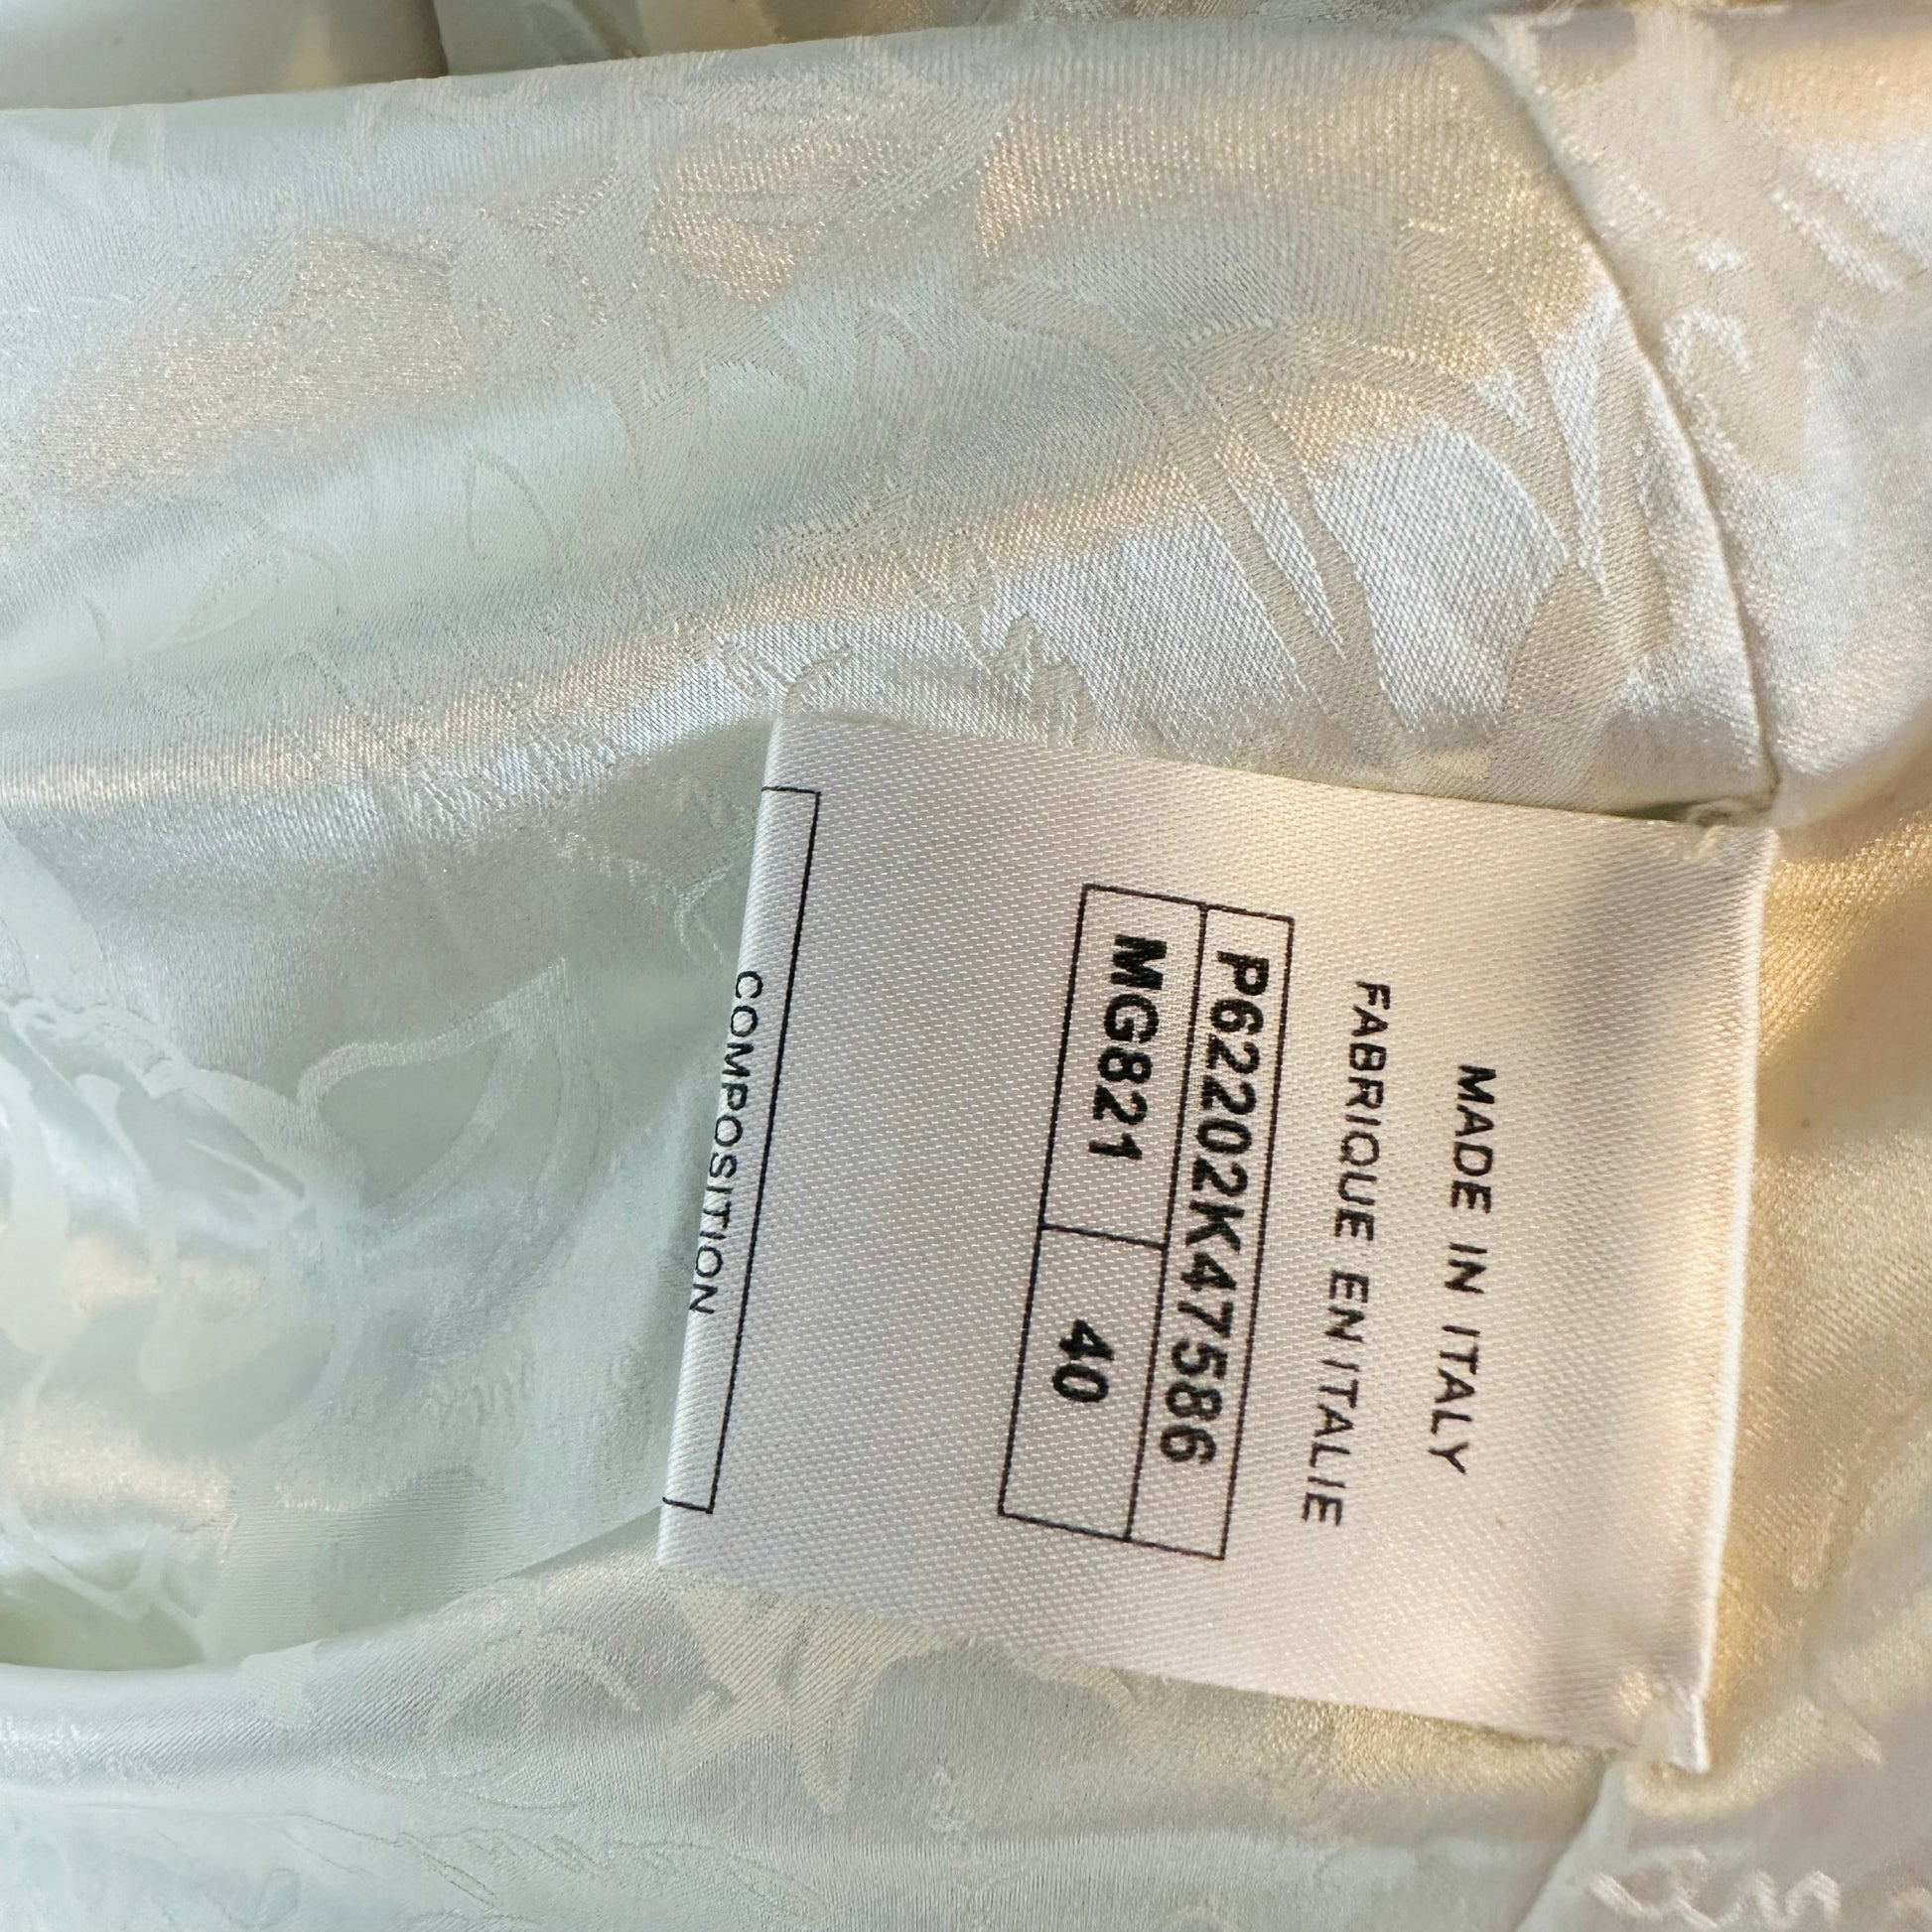 MADE IN ITALY
FABRIQUE EN ITALIE
P62202K47586
MG821 40
COMPOSITION